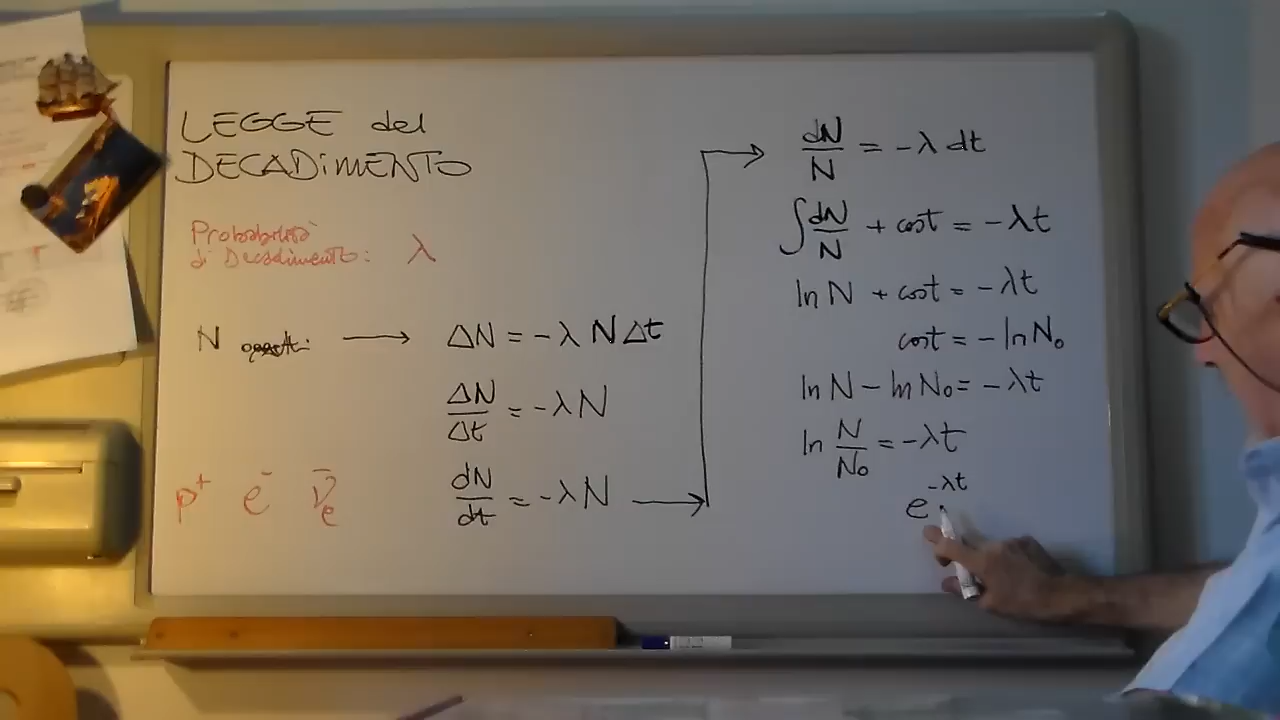 LEGGE del
DECADIMENTO
Probabilità
di Decadimento: λ
N oggetti → ΔN = -λ N Δt
ΔN/Δt = -λ N
dN/dt = -λ N →
p⁺ e⁻ ν̄ₑ
→ dN/N = -λ dt
∫ dN/N + cost = -λt
ln N + cost = -λt
cost = - ln N₀
ln N - ln N₀ = -λt
ln N/N₀ = -λt
e^-λt